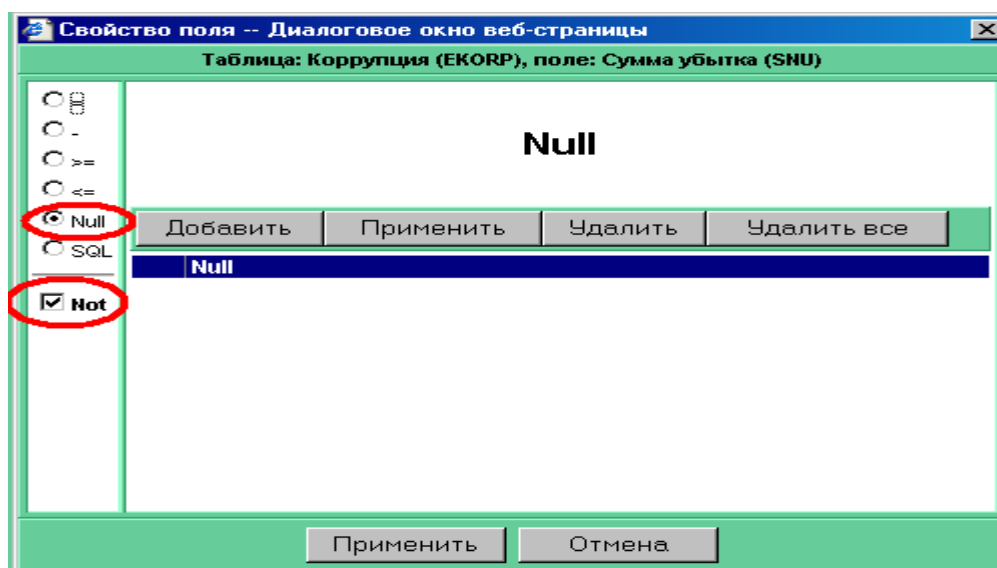 Свойство поля -- Диалоговое окно веб-страницы
Таблица: Коррупция (EKORP), поле: Сумма убытка (SNU)
-
>=
<=
Null
SQL
Not
Null
Добавить Применить Удалить Удалить все
Null
Применить Отмена